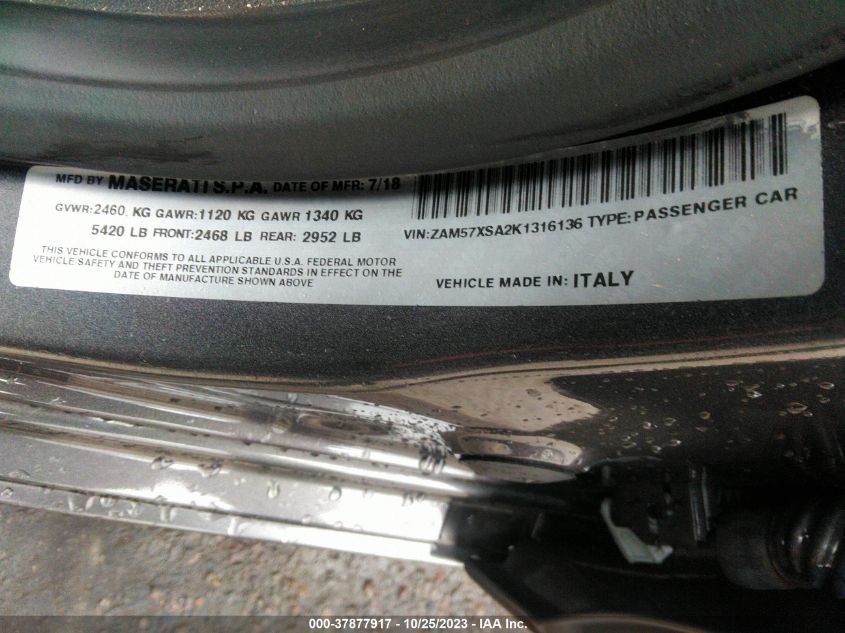 MFD BY MASERATI S.P.A. DATE OF MFR: 7/18
GVWR:2460. KG GAWR:1120 KG GAWR 1340 KG
5420 LB FRONT:2468 LB REAR: 2952 LB
THIS VEHICLE CONFORMS TO ALL APPLICABLE U.S.A. FEDERAL MOTOR
VEHICLE SAFETY AND THEFT PREVENTION STANDARDS IN EFFECT ON THE
DATE OF MANUFACTURE SHOWN ABOVE
VIN:ZAM57XSA2K1316136 TYPE: PASSENGER CAR
VEHICLE MADE IN: ITALY
000-37877917 - 10/25/2023 - IAA Holdings, LLC.